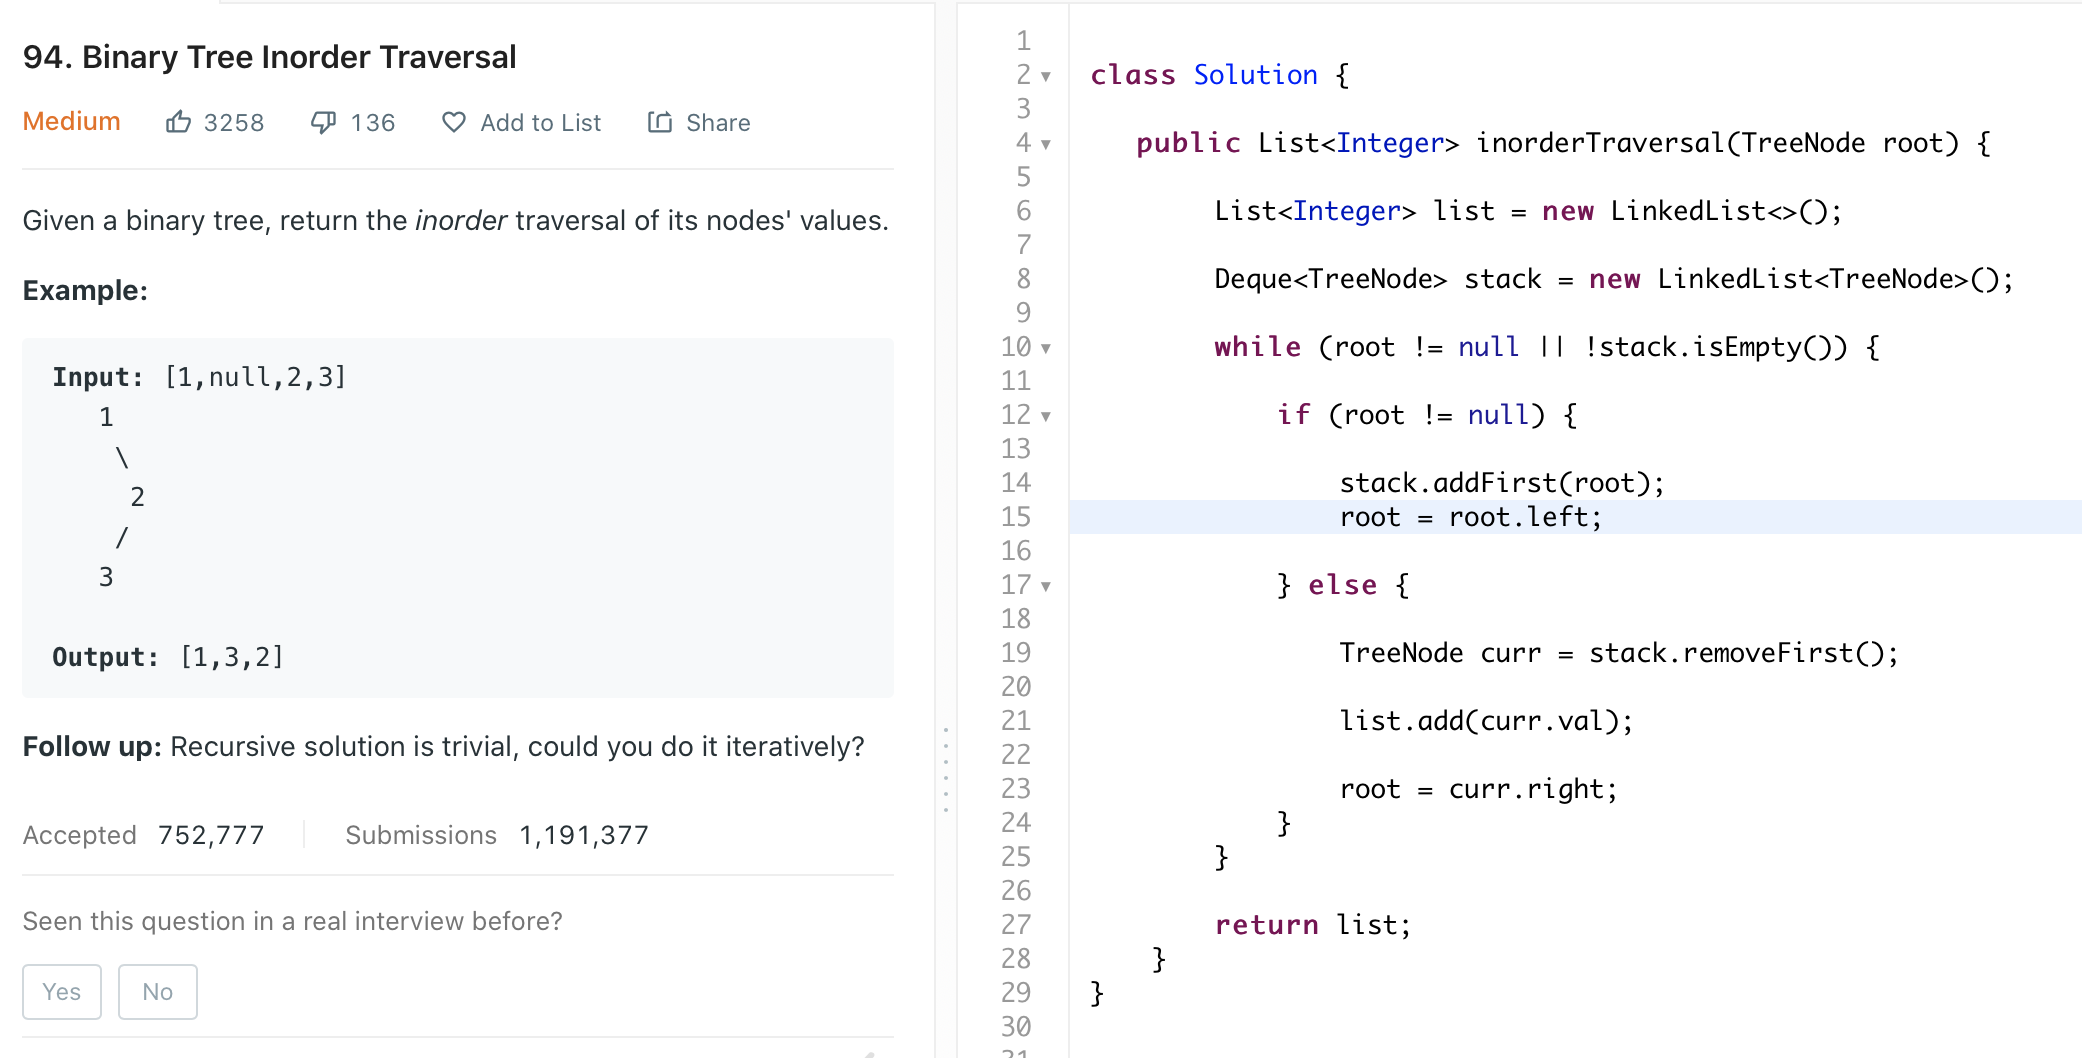 94. Binary Tree Inorder Traversal
Medium 3258 136 Add to List Share
Given a binary tree, return the inorder traversal of its nodes' values.
Example:
Input: [1,null,2,3]
1
\
2
/
3
Output: [1,3,2]
Follow up: Recursive solution is trivial, could you do it iteratively?
Accepted 752,777 Submissions 1,191,377
Seen this question in a real interview before?
Yes No
1
2 class Solution {
3
4 public List<Integer> inorderTraversal(TreeNode root) {
5
6 List<Integer> list = new LinkedList<>();
7
8 Deque<TreeNode> stack = new LinkedList<TreeNode>();
9
10 while (root != null || !stack.isEmpty()) {
11
12 if (root != null) {
13
14 stack.addFirst(root);
15 root = root.left;
16
17 } else {
18
19 TreeNode curr = stack.removeFirst();
20
21 list.add(curr.val);
22
23 root = curr.right;
24 }
25 }
26
27 return list;
28 }
29 }
30
31